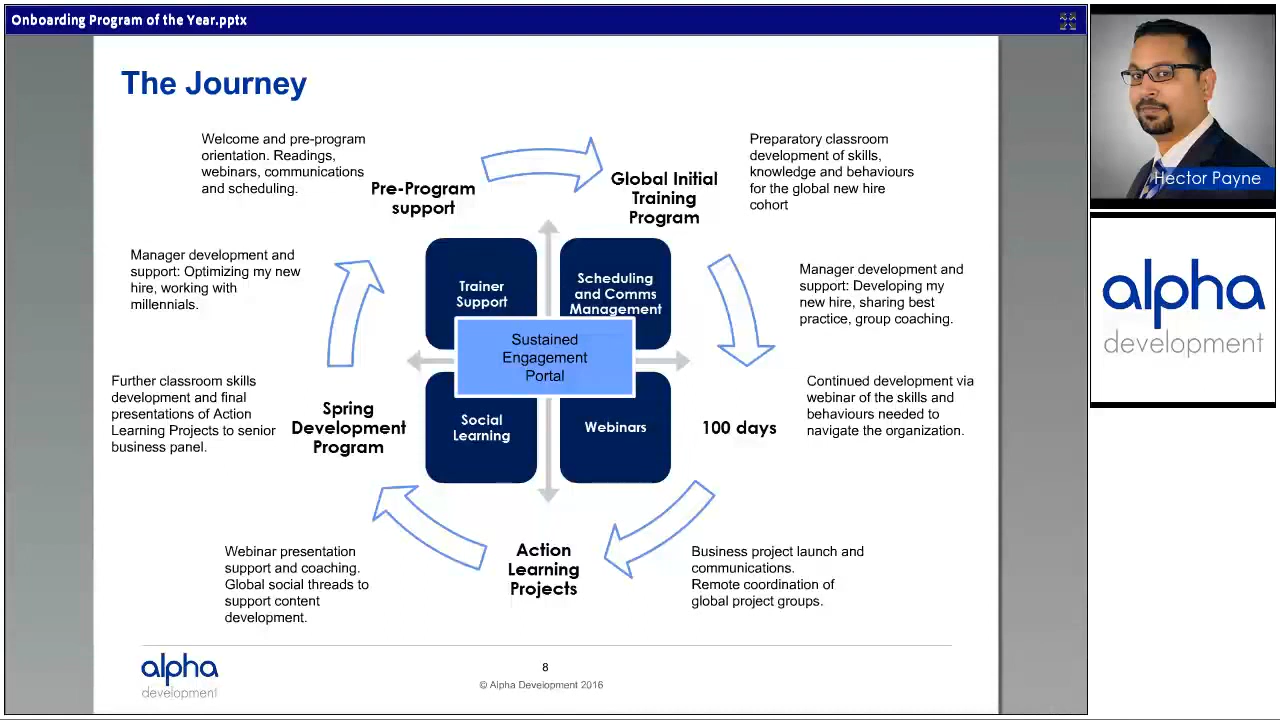 Onboarding Program of the Year.pptx
The Journey
Welcome and pre-program
orientation. Readings,
webinars, communications
and scheduling.
Pre-Program
support
Global Initial
Training
Program
Preparatory classroom
development of skills,
knowledge and behaviours
for the global new hire
cohort
Manager development and
support: Optimizing my new
hire, working with
millennials.
Trainer
Support
Scheduling
and Comms
Management
Manager development and
support: Developing my
new hire, sharing best
practice, group coaching.
Sustained
Engagement
Portal
Further classroom skills
development and final
presentations of Action
Learning Projects to senior
business panel.
Spring
Development
Program
Social
Learning
Webinars
100 days
Continued development via
webinar of the skills and
behaviours needed to
navigate the organization.
Webinar presentation
support and coaching.
Global social threads to
support content
development.
Action
Learning
Projects
Business project launch and
communications.
Remote coordination of
global project groups.
alpha
development
8
© Alpha Development 2016
Hector Payne
alpha
development